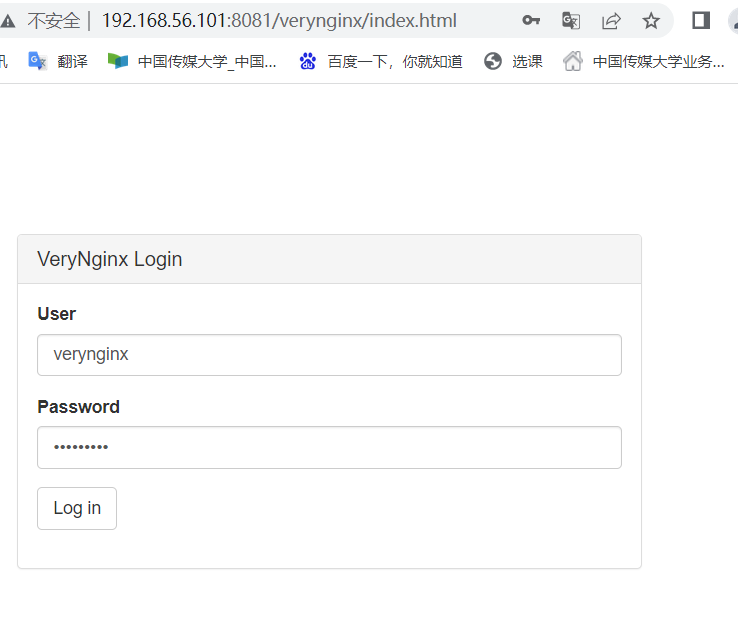 不安全 | 192.168.56.101:8081/verynginx/index.html
翻译 中国传媒大学_中国... 百度一下，你就知道 选课 中国传媒大学业务...
VeryNginx Login
User
verynginx
Password
•••••••••
Log in